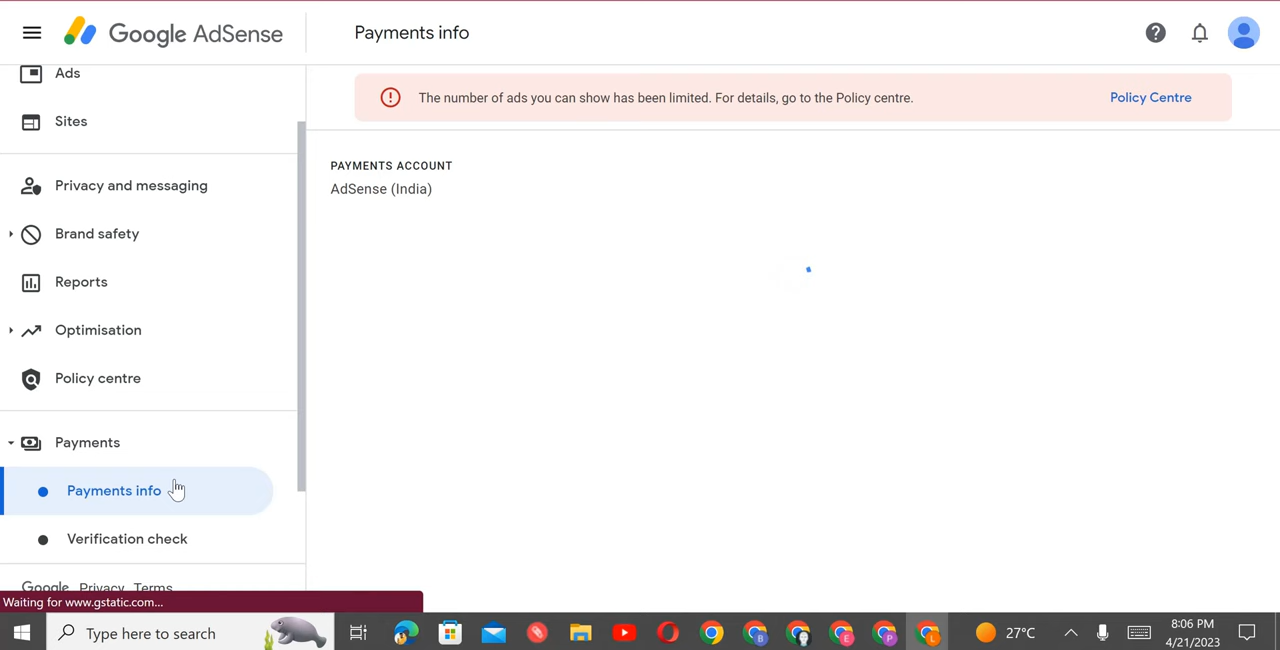 Google AdSense
Payments info
Ads
The number of ads you can show has been limited. For details, go to the Policy centre.
Policy Centre
Sites
PAYMENTS ACCOUNT
AdSense (India)
Privacy and messaging
Brand safety
Reports
Optimisation
Policy centre
Payments
Payments info
Verification check
Google Privacy Terms
Waiting for www.gstatic.com...
Type here to search
B
E
P
L
27°C
8:06 PM
4/21/2023